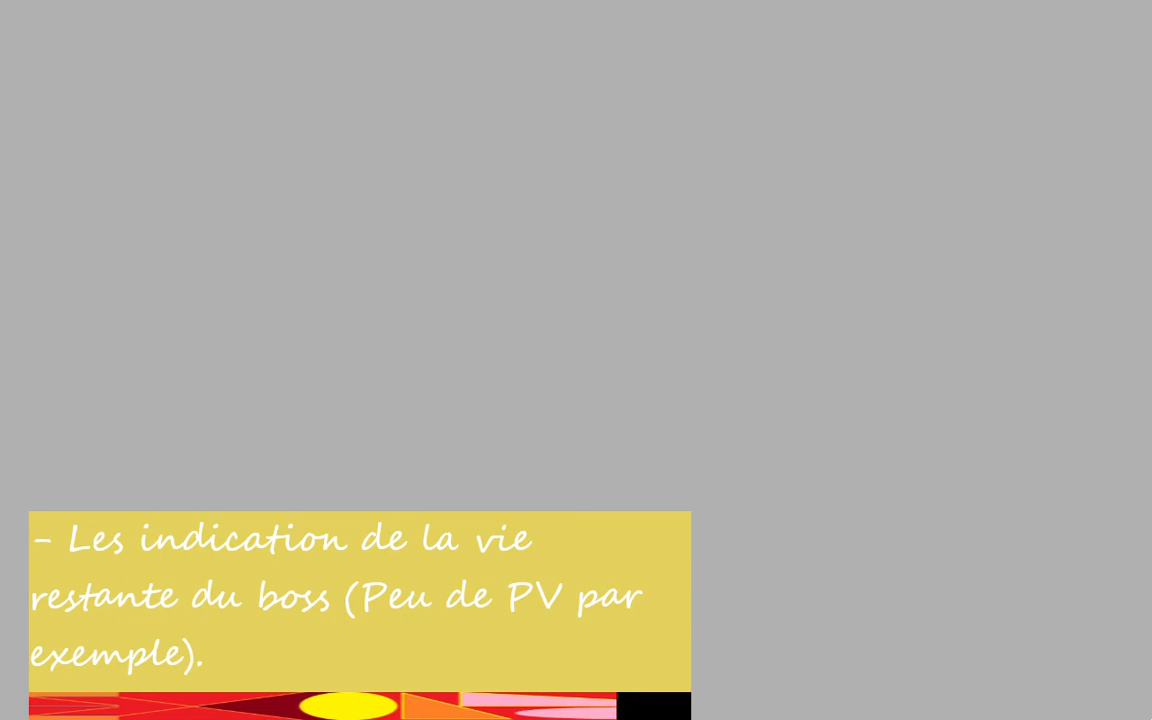 - Les indication de la vie
restante du boss (Peu de PV par
exemple).